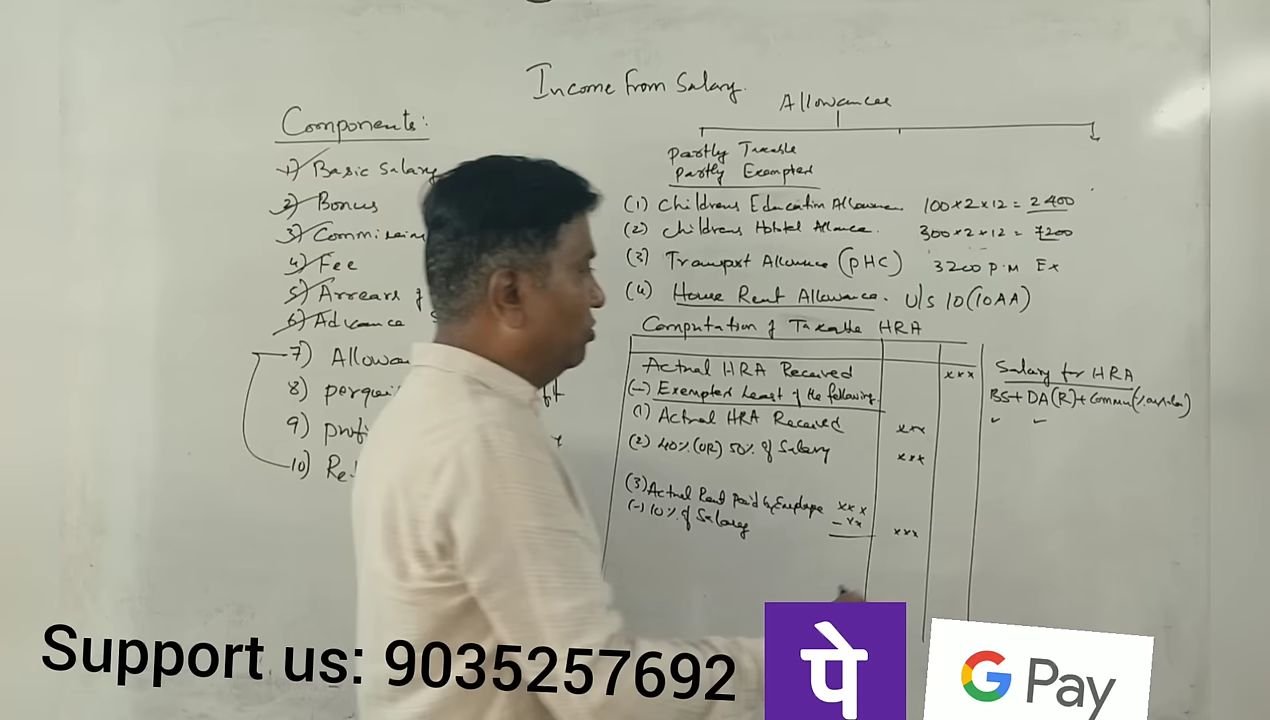 Income from Salary.
Components:
1) Basic Salary
2) Bonus
3) Commission
4) Fee
5) Arrears of
6) Advance S
7) Allowa
8) perqui
9) prof
10) Re
Allowances
partly Taxable
partly Exempted
(1) Childrens Education Allowance 100×2×12 = 2400
(2) Childrens Hostel Allance. 300×2×12 = 7200
(3) Transport Allowance (PHC) 3200 P.M Ex
(4) House Rent Allowance. U/S 10(10AA)
Computation of Taxable HRA
Actual HRA Received xxx
(-) Exempted Least of the following.
(1) Actual HRA Received xxx
(2) 40% (OR) 50% of Salary xxx
(3) Actual Rent Paid by Employee xxx
(-) 10% of Salary -xx xxx
Salary for HRA
BS+ DA(R)+Commn(%
Support us: 9035257692
पे
G Pay